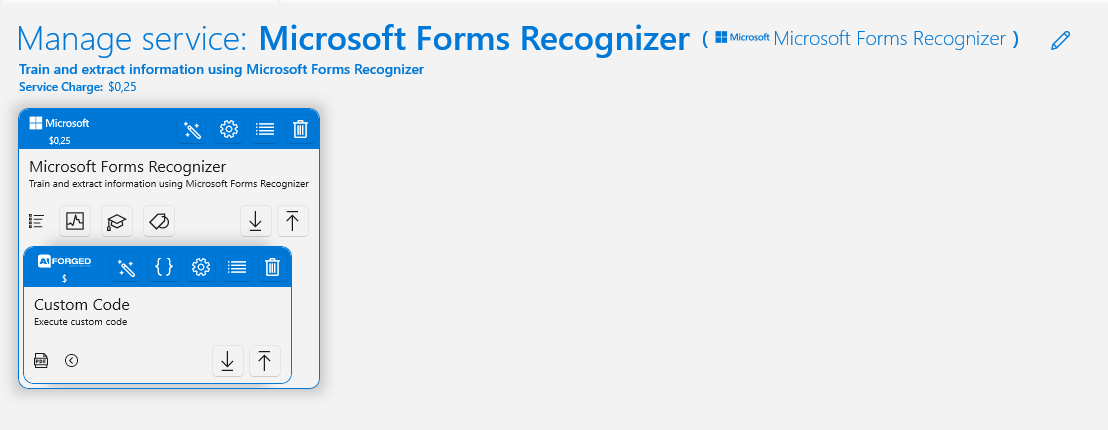 Manage service: Microsoft Forms Recognizer ( Microsoft Microsoft Forms Recognizer )
Train and extract information using Microsoft Forms Recognizer
Service Charge: $0,25
Microsoft
$0,25
Microsoft Forms Recognizer
Train and extract information using Microsoft Forms Recognizer
AI FORGED
$
{ }
Custom Code
Execute custom code
PDF